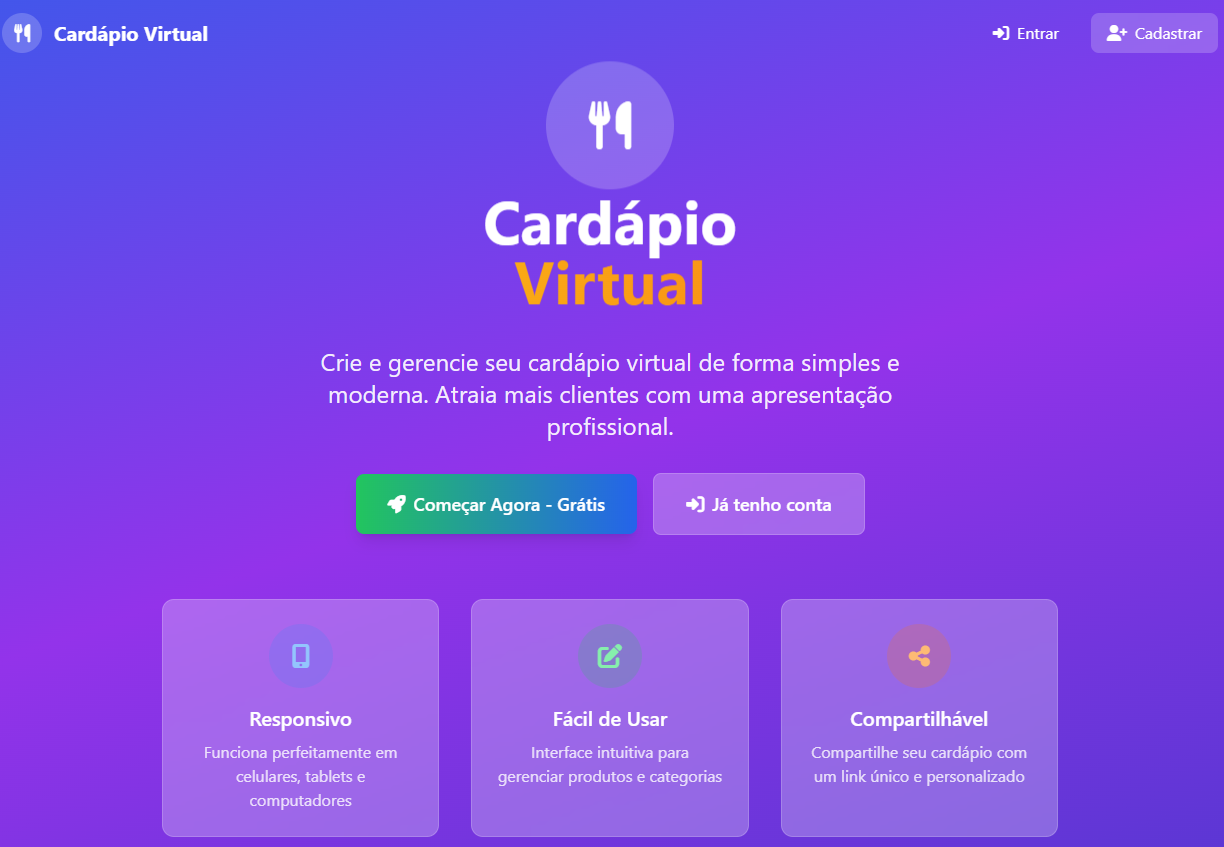 Cardápio Virtual
Entrar
Cadastrar
Cardápio
Virtual
Crie e gerencie seu cardápio virtual de forma simples e
moderna. Atraia mais clientes com uma apresentação
profissional.
Começar Agora - Grátis
Já tenho conta
Responsivo
Funciona perfeitamente em
celulares, tablets e
computadores
Fácil de Usar
Interface intuitiva para
gerenciar produtos e categorias
Compartilhável
Compartilhe seu cardápio com
um link único e personalizado